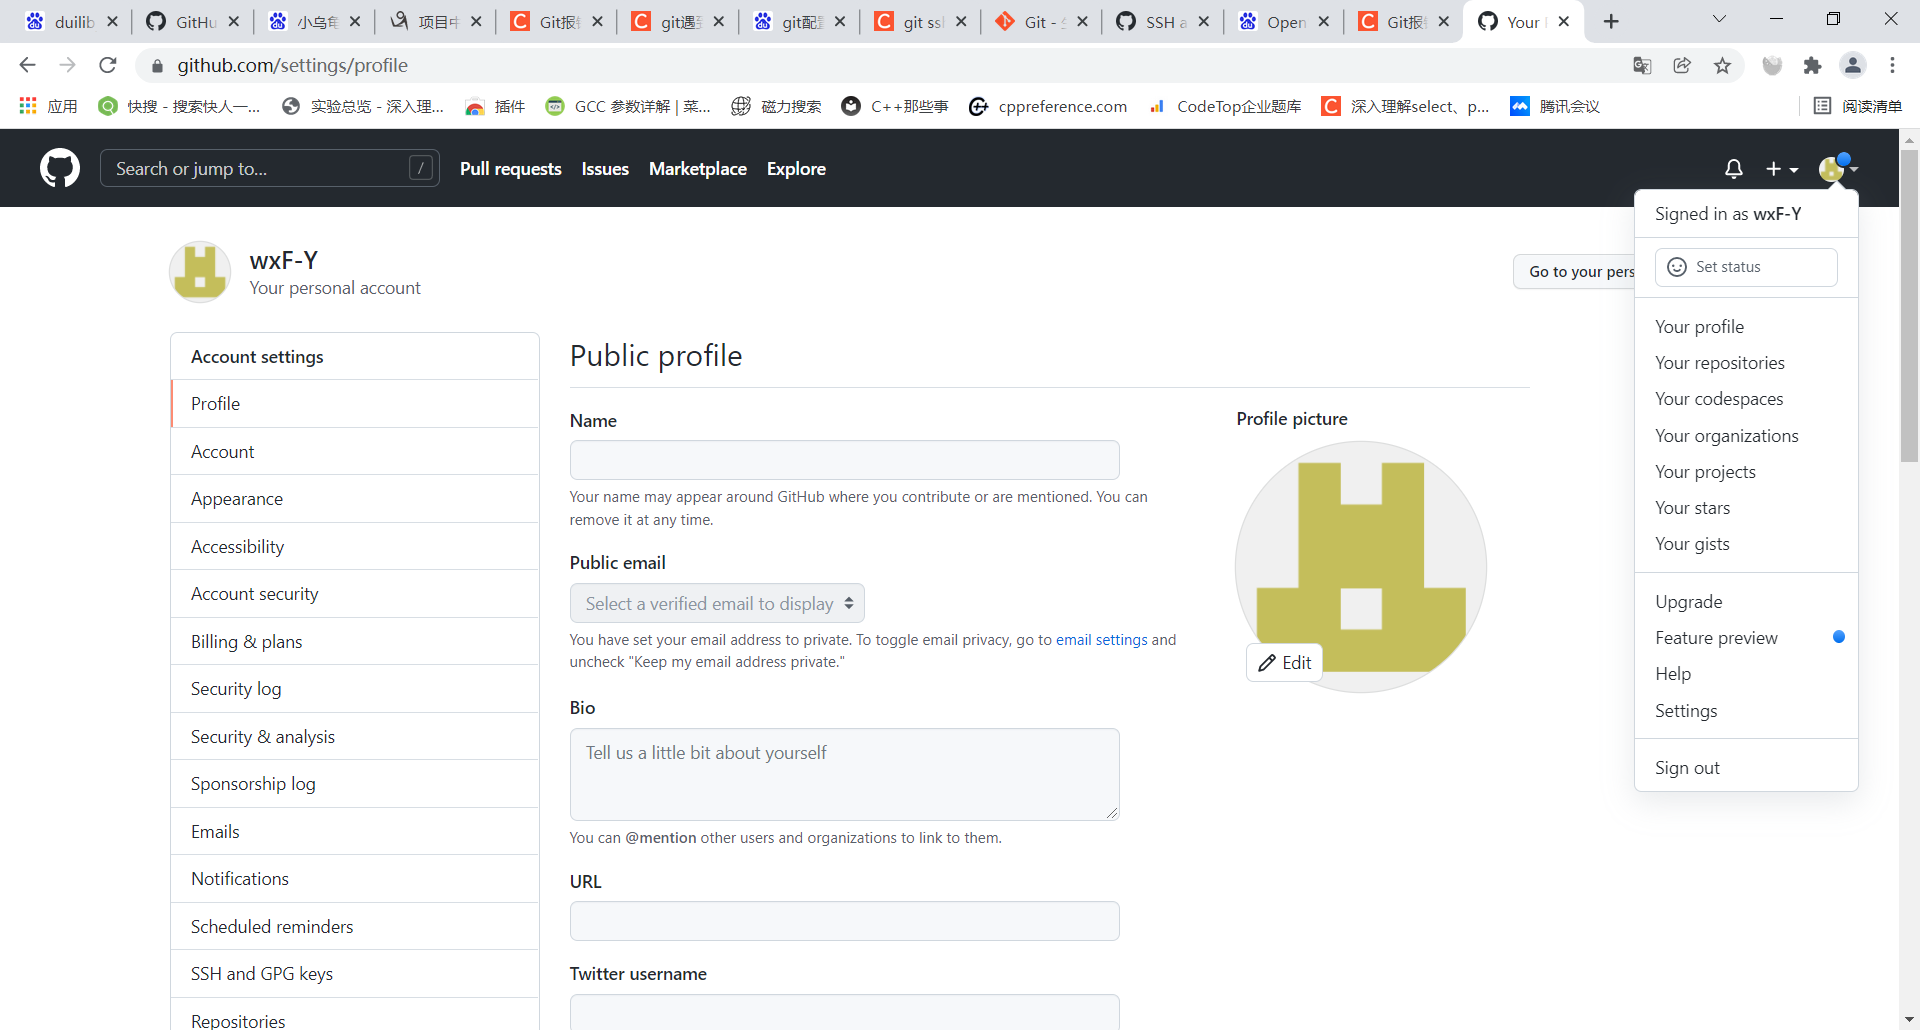 duilib
GitHu
小乌龟
项目中
Git报错
git遇到
git配置
git ssh
Git -
SSH a
Open
Git报错
Your
github.com/settings/profile
应用
快搜 - 搜索快人一...
实验总览 - 深入理...
插件
GCC 参数详解 | 菜...
磁力搜索
C++那些事
cppreference.com
CodeTop企业题库
深入理解select、p...
腾讯会议
阅读清单
Search or jump to... /
Pull requests
Issues
Marketplace
Explore
Signed in as wxF-Y
Set status
Your profile
Your repositories
Your codespaces
Your organizations
Your projects
Your stars
Your gists
Upgrade
Feature preview
Help
Settings
Sign out
wxF-Y
Your personal account
Go to your pers
Account settings
Profile
Account
Appearance
Accessibility
Account security
Billing & plans
Security log
Security & analysis
Sponsorship log
Emails
Notifications
Scheduled reminders
SSH and GPG keys
Repositories
Public profile
Name
Your name may appear around GitHub where you contribute or are mentioned. You can
remove it at any time.
Public email
Select a verified email to display
You have set your email address to private. To toggle email privacy, go to email settings and
uncheck "Keep my email address private."
Bio
Tell us a little bit about yourself
You can @mention other users and organizations to link to them.
URL
Twitter username
Profile picture
Edit